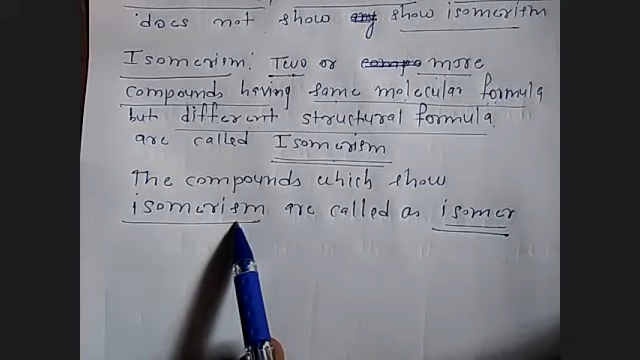 does not show show isomerism
Isomerism: Two or more
compounds having same molecular formula
but different structural formula
are called Isomerism
The compounds which show
isomerism are called as isomer